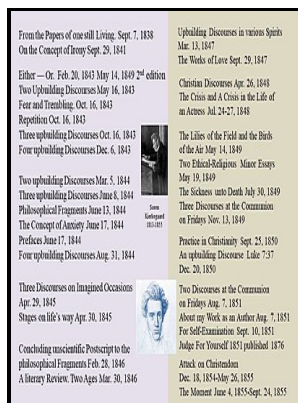 From the Papers of one still Living. Sept. 7, 1838
On the Concept of Irony Sept. 29, 1841
Either — Or. Feb. 20, 1843 May 14, 1849 2nd edition
Two Upbuilding Discourses May 16, 1843
Fear and Trembling. Oct. 16, 1843
Repetition Oct. 16, 1843
Three upbuilding Discourses Oct. 16, 1843
Four upbuilding Discourses Dec. 6, 1843
Two upbuilding Discourses Mar. 5, 1844
Three upbuilding Discourses June 8, 1844
Philosophical Fragments June 13, 1844
The Concept of Anxiety June 17, 1844
Prefaces June 17, 1844
Four upbuilding Discourses Aug. 31, 1844
Three Discourses on Imagined Occasions
Apr. 29, 1845
Stages on life's way Apr. 30, 1845
Concluding unscientific Postscript to the
philosophical Fragments Feb. 28, 1846
A literary Review. Two Ages Mar. 30, 1846
Soren
Kierkegaard
1813-1855
Upbuilding Discourses in various Spirits
Mar. 13, 1847
The Works of Love Sept. 29, 1847
Christian Discourses Apr. 26, 1848
The Crisis and A Crisis in the Life of
an Actress Jul. 24-27, 1848
The Lilies of the Field and the Birds
of the Air May 14, 1849
Two Ethical-Religious Minor Essays
May 19, 1849
The Sickness unto Death July 30, 1849
Three Discourses at the Communion
on Fridays Nov. 13, 1849
Practice in Christianity Sept. 25, 1850
An upbuilding Discourse Luke 7:37
Dec. 20, 1850
Two Discourses at the Communion
on Fridays Aug. 7, 1851
About my Work as an Author Aug. 7, 1851
For Self-Examination Sept. 10, 1851
Judge For Yourself 1851 published 1876
Attack on Christendom
Dec. 18, 1854-May 26, 1855
The Moment June 4, 1855-Sept. 24, 1855